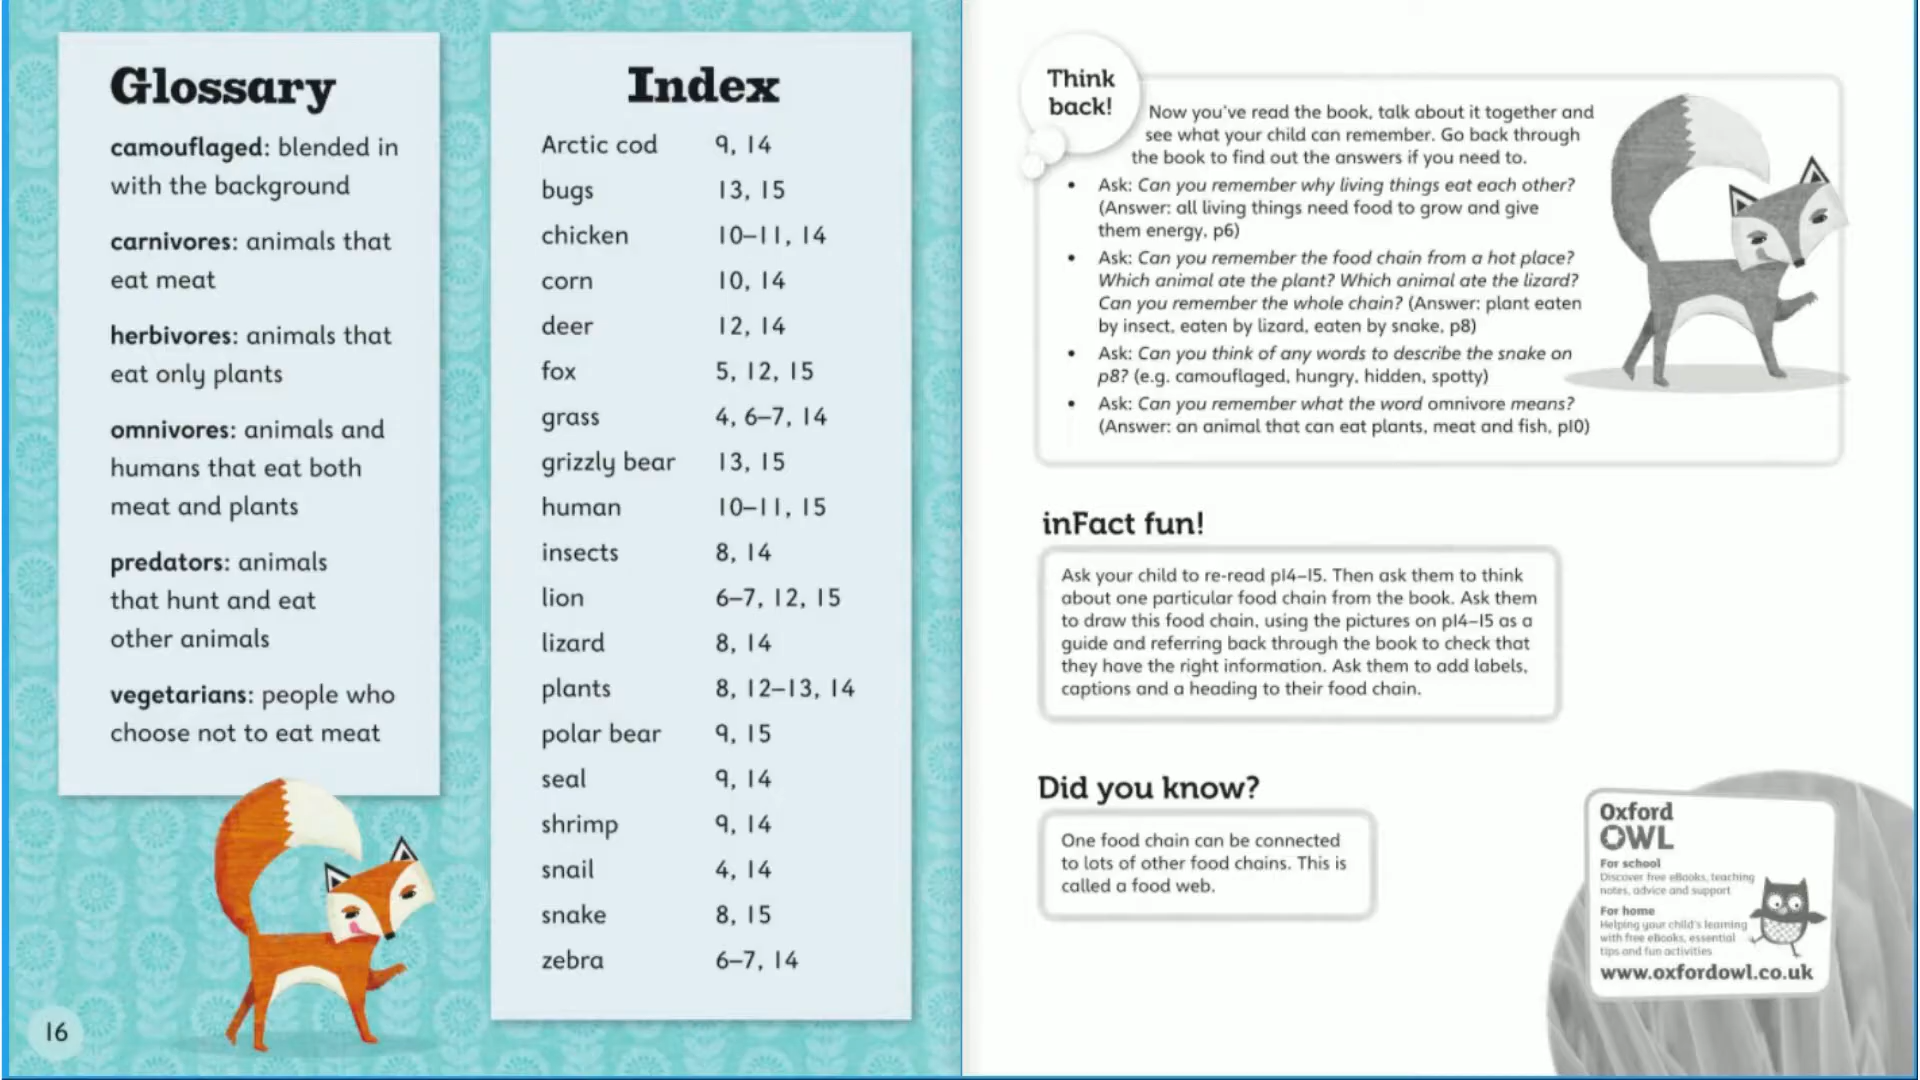 Glossary
camouflaged: blended in
with the background
carnivores: animals that
eat meat
herbivores: animals that
eat only plants
omnivores: animals and
humans that eat both
meat and plants
predators: animals
that hunt and eat
other animals
vegetarians: people who
choose not to eat meat
16
Index
Arctic cod 9, 14
bugs 13, 15
chicken 10–11, 14
corn 10, 14
deer 12, 14
fox 5, 12, 15
grass 4, 6–7, 14
grizzly bear 13, 15
human 10–11, 15
insects 8, 14
lion 6–7, 12, 15
lizard 8, 14
plants 8, 12–13, 14
polar bear 9, 15
seal 9, 14
shrimp 9, 14
snail 4, 14
snake 8, 15
zebra 6–7, 14
Think
back!
Now you've read the book, talk about it together and
see what your child can remember. Go back through
the book to find out the answers if you need to.
• Ask: Can you remember why living things eat each other?
(Answer: all living things need food to grow and give
them energy, p6)
• Ask: Can you remember the food chain from a hot place?
Which animal ate the plant? Which animal ate the lizard?
Can you remember the whole chain? (Answer: plant eaten
by insect, eaten by lizard, eaten by snake, p8)
• Ask: Can you think of any words to describe the snake on
p8? (e.g. camouflaged, hungry, hidden, spotty)
• Ask: Can you remember what the word omnivore means?
(Answer: an animal that can eat plants, meat and fish, p10)
inFact fun!
Ask your child to re-read p14–15. Then ask them to think
about one particular food chain from the book. Ask them
to draw this food chain, using the pictures on p14–15 as a
guide and referring back through the book to check that
they have the right information. Ask them to add labels,
captions and a heading to their food chain.
Did you know?
One food chain can be connected
to lots of other food chains. This is
called a food web.
Oxford
OWL
For school
Discover free eBooks, teaching
notes, advice and support
For home
Helping your child's learning
with free eBooks, essential
tips and fun activities
www.oxfordowl.co.uk